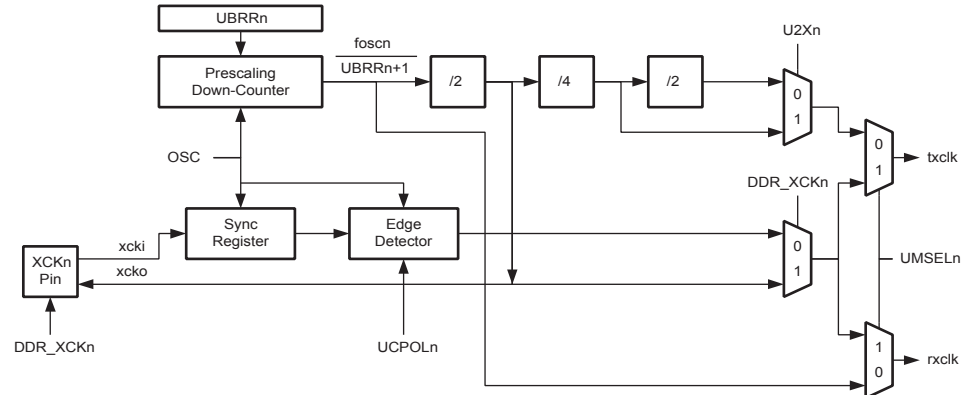 UBRRn
U2Xn
foscn
UBRRn+1
Prescaling
Down-Counter
/2
/4
/2
0
1
OSC
0
1
txclk
DDR_XCKn
Sync
Register
Edge
Detector
xcki
0
1
UMSELn
XCKn
Pin
xcko
DDR_XCKn
UCPOLn
1
0
rxclk